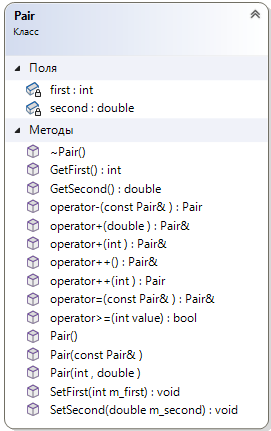 Pair
Класс
Поля
first : int
second : double
Методы
~Pair()
GetFirst() : int
GetSecond() : double
operator-(const Pair& ) : Pair
operator+(double ) : Pair&
operator+(int ) : Pair&
operator++() : Pair&
operator++(int ) : Pair
operator=(const Pair& ) : Pair&
operator>=(int value) : bool
Pair()
Pair(const Pair& )
Pair(int , double )
SetFirst(int m_first) : void
SetSecond(double m_second) : void